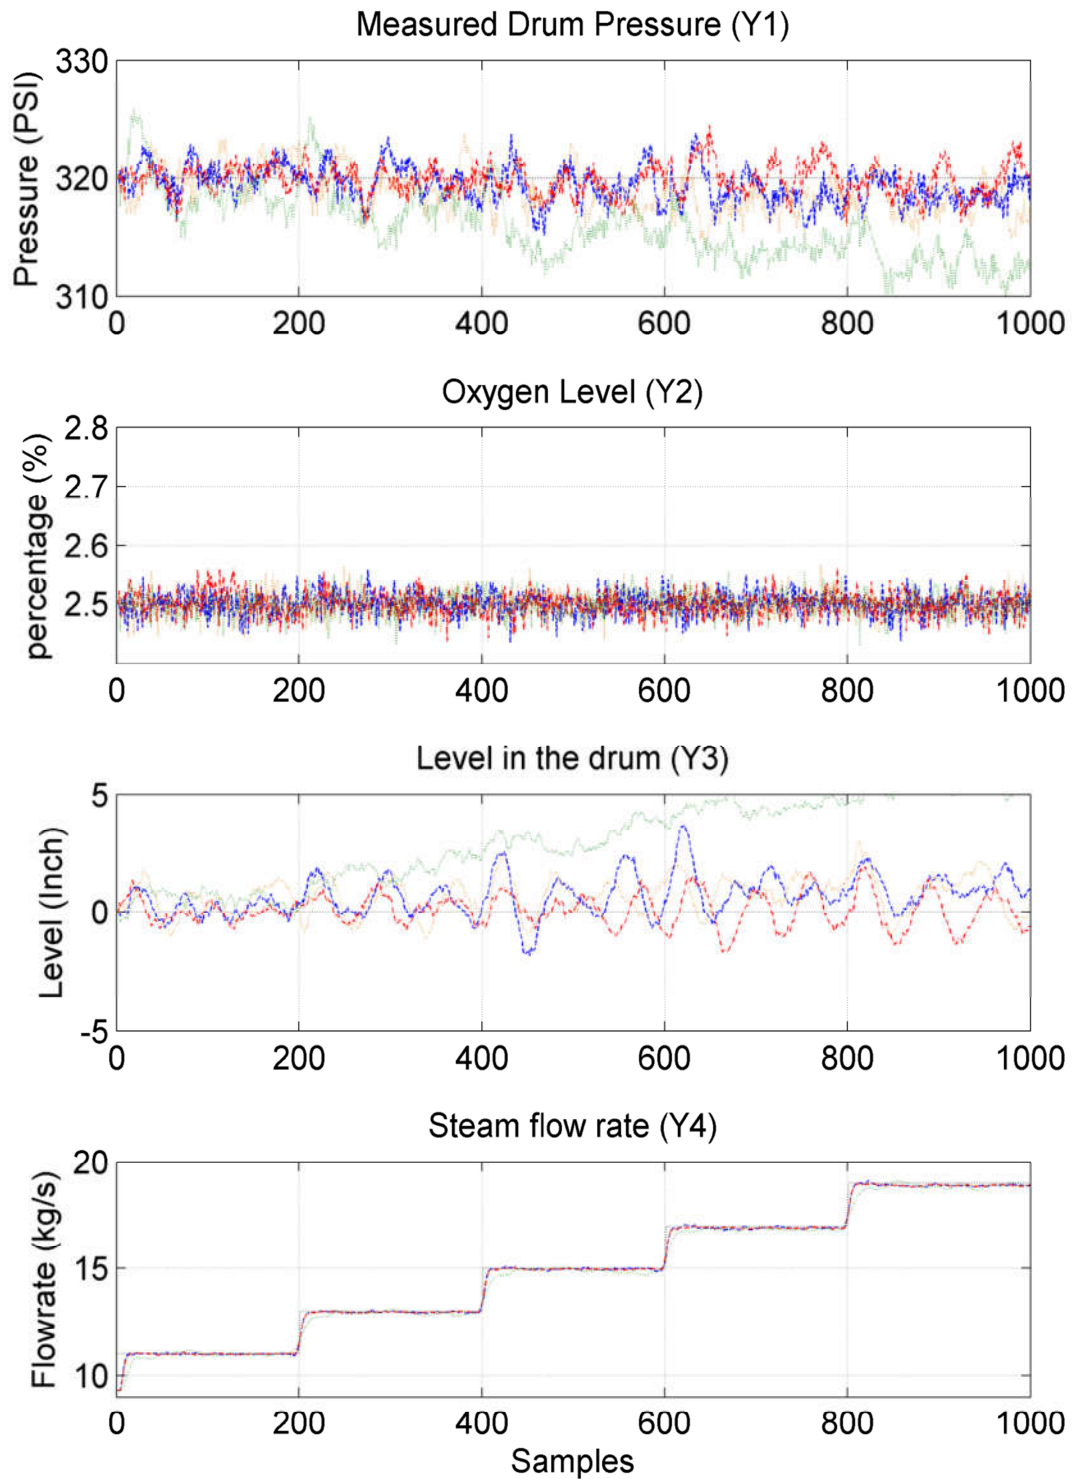 Measured Drum Pressure (Y1)
Pressure (PSI)
330
320
310
0 200 400 600 800 1000
Oxygen Level (Y2)
percentage (%)
2.8
2.7
2.6
2.5
0 200 400 600 800 1000
Level in the drum (Y3)
Level (Inch)
5
0
-5
0 200 400 600 800 1000
Steam flow rate (Y4)
Flowrate (kg/s)
20
15
10
0 200 400 600 800 1000
Samples